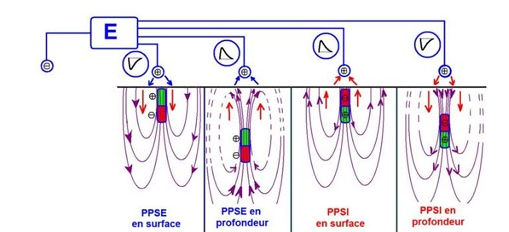 E
⊖
⊕
⊕
⊕
⊕
⊕
⊖
⊕
⊖
PPSE
en surface
PPSE en
profondeur
PPSI
en surface
PPSI en
profondeur